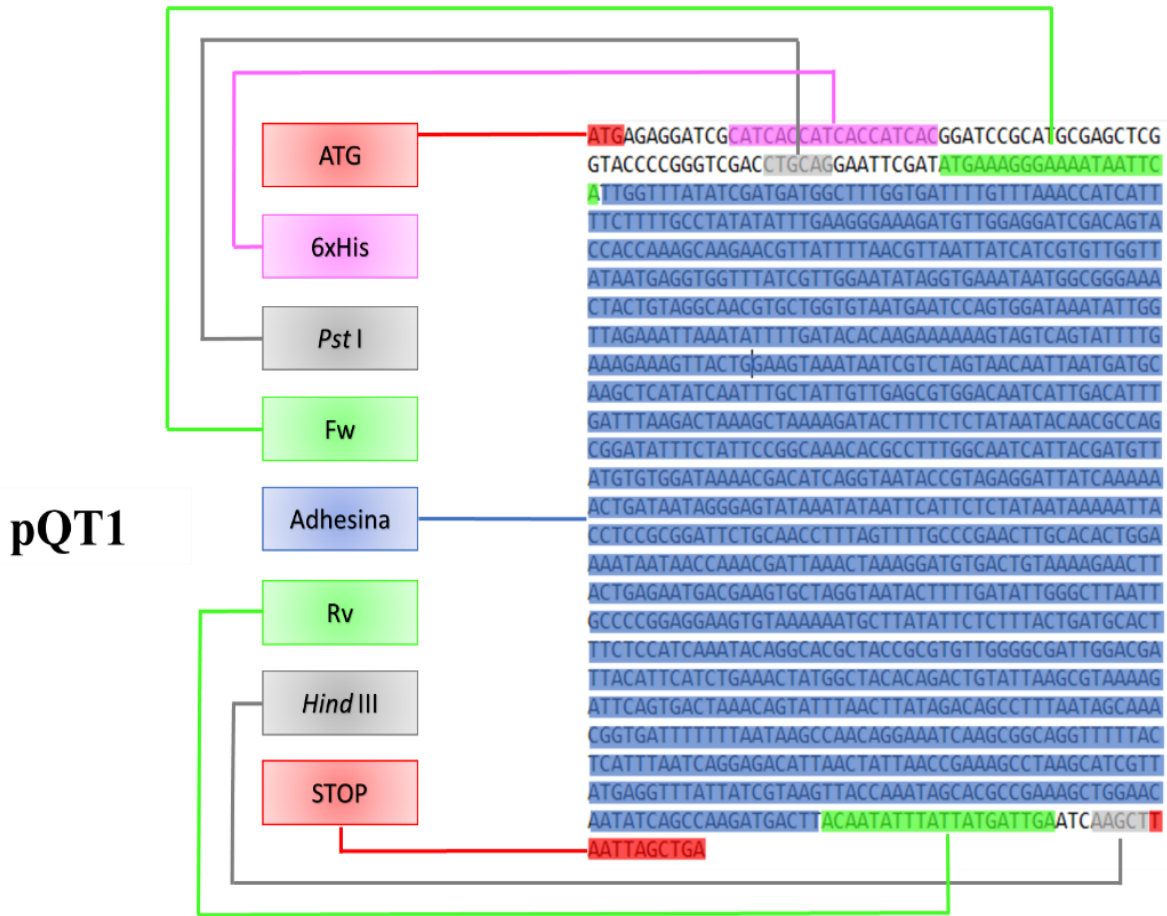 ATG
6xHis
Pst I
Fw
Adhesina
Rv
Hind III
STOP
pQT1
ATGAGAGGATCGCATCACCATCACCATCACGGATCCGCATGCGAGCTCG
GTACCCCGGGTCGACCTGCAGGAATTCGATATGAAAGGGAAAATAATTC
ATTGGTTTATATCGATGATGGCTTTGGTGATTTTGTTTAAACCATCATT
TTCTTTTGCCTATATATTTGAAGGGAAAGATGTTGGAGGATCGACAGTA
CCACCAAAGCAAGAACGTTATTTTAACGTTAATTATCATCGTGTTGGTT
ATAATGAGGTGGTTTATCGTTGGAATATAGGTGAAATAATGGCGGGAAA
CTACTGTAGGCAACGTGCTGGTGTAATGAATCCAGTGGATAAATATTGG
TTAGAAATTAAATATTTTGATACACAAGAAAAAAGTAGTCAGTATTTTG
AAAGAAAGTTACTGGAAGTAAATAATCGTCTAGTAACAATTAATGATGC
AAGCTCATATCAATTTGCTATTGTTGAGCGTGGACAATCATTGACATTT
GATTTAAGACTAAAGCTAAAAGATACTTTTCTCTATAATACAACGCCAG
CGGATATTTCTATTCCGGCAAACACGCCTTTGGCAATCATTACGATGTT
ATGTGTGGATAAAACGACATCAGGTAATACCGTAGAGGATTATCAAAAA
ACTGATAATAGGGAGTATAAATATAATTCATTCTCTATAATAAAAATTA
CCTCCGCGGATTCTGCAACCTTTAGTTTTGCCCGAACTTGCACACTGGA
AAATAATAACCAAACGATTAAACTAAAGGATGTGACTGTAAAAGAACTT
ACTGAGAATGACGAAGTGCTAGGTAATACTTTTGATATTGGGCTTAATT
GCCCCGGAGGAAGTGTAAAAAATGCTTATATTCTCTTTACTGATGCACT
TTCTCCATCAAATACAGGCACGCTACCGCGTGTTGGGGCGATTGGACGA
TTACATTCATCTGAAACTATGGCTACACAGACTGTATTAAGCGTAAAAG
ATTCAGTGACTAAACAGTATTTAACTTATAGACAGCCTTTAATAGCAAA
CGGTGATTTTTTTAATAAGCCAACAGGAAATCAAGCGGCAGGTTTTTAC
TCATTTAATCAGGAGACATTAACTATTAACCGAAAGCCTAAGCATCGTT
ATGAGGTTTATTATCGTAAGTTACCAAATAGCACGCCGAAAGCTGGAAC
AATATCAGCCAAGATGACTTACAATATTTATTATGATTGAATCAAGCTT
AATTAGCTGA